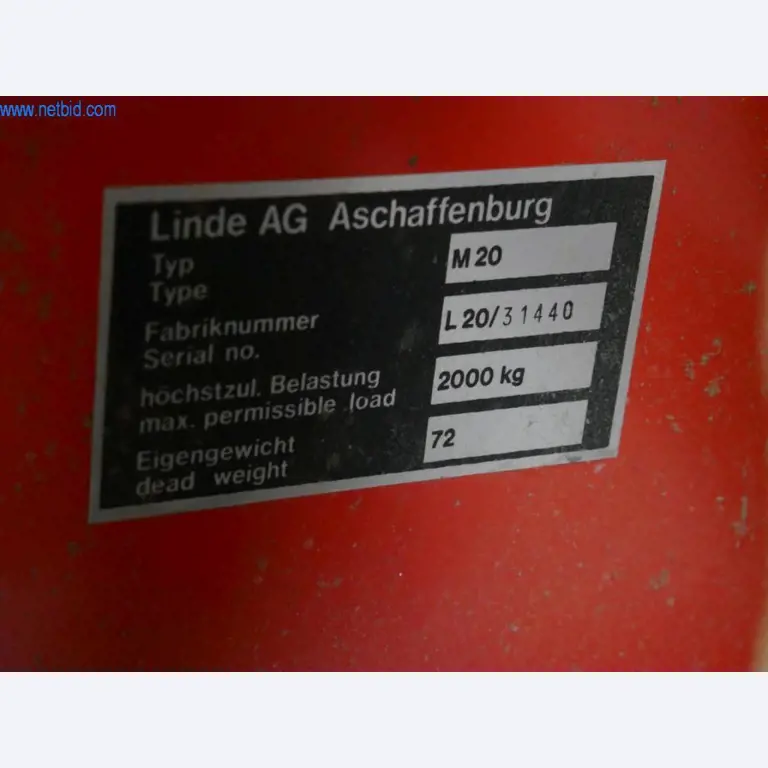 www.netbid.com
Linde AG Aschaffenburg
Typ
Type
M 20
Fabriknummer
Serial no.
L 20/31440
höchstzul. Belastung
max. permissible load
2000 kg
Eigengewicht
dead weight
72